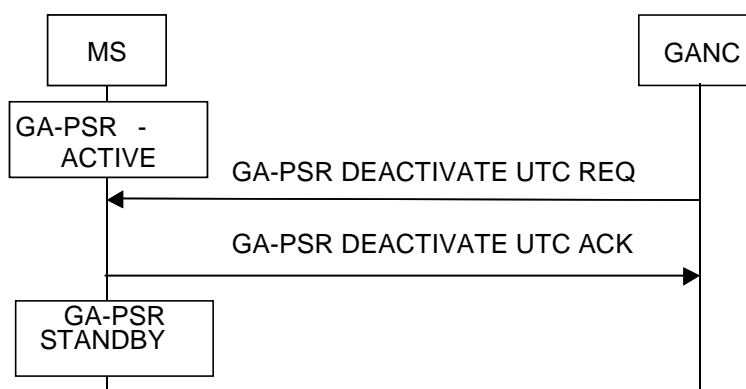 MS
GANC
GA-PSR -
ACTIVE
GA-PSR DEACTIVATE UTC REQ
GA-PSR DEACTIVATE UTC ACK
GA-PSR
STANDBY